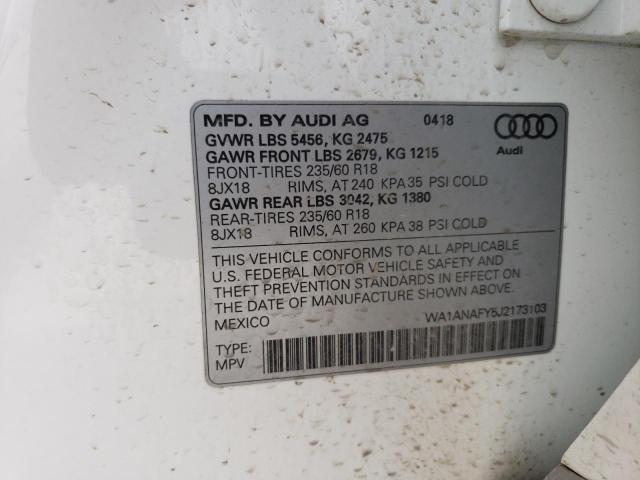 MFD. BY AUDI AG 0418
GVWR LBS 5456, KG 2475
GAWR FRONT LBS 2679, KG 1215
FRONT-TIRES 235/60 R18
8JX18 RIMS, AT 240 KPA 35 PSI COLD
GAWR REAR LBS 3042, KG 1380
REAR-TIRES 235/60 R18
8JX18 RIMS, AT 260 KPA 38 PSI COLD
Audi
THIS VEHICLE CONFORMS TO ALL APPLICABLE
U.S. FEDERAL MOTOR VEHICLE SAFETY AND
THEFT PREVENTION STANDARDS IN EFFECT ON
THE DATE OF MANUFACTURE SHOWN ABOVE.
MEXICO
WA1ANAFY5J2173103
TYPE:
MPV